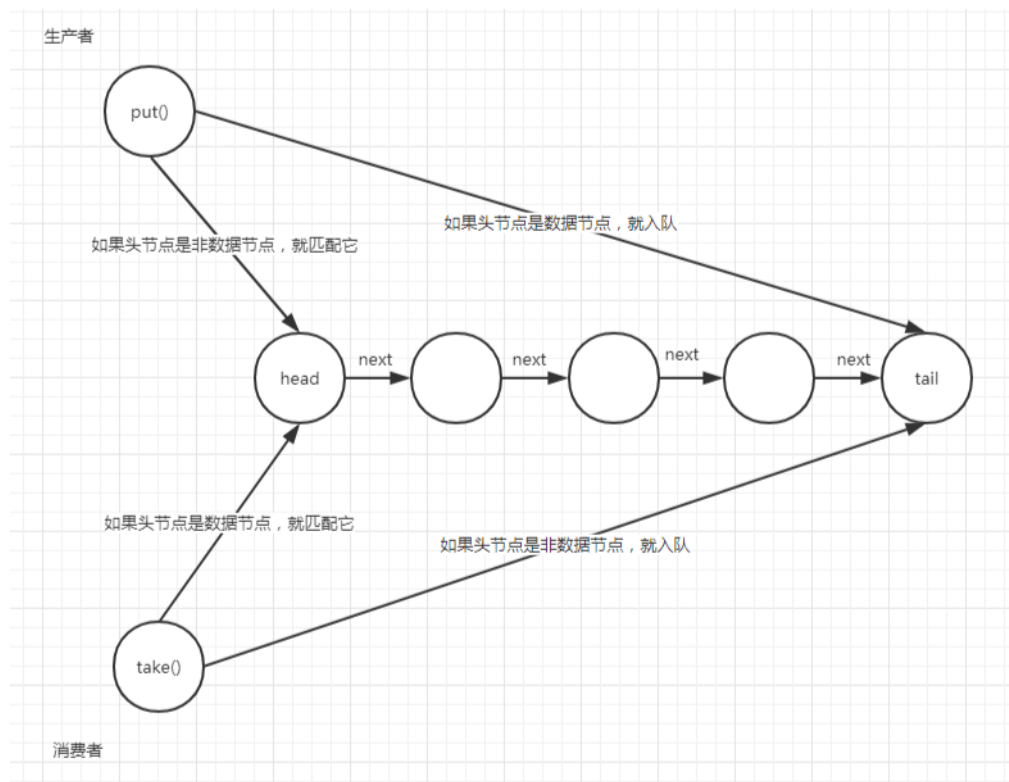 生产者
put()
如果头节点是数据节点，就入队
如果头节点是非数据节点，就匹配它
head
next
next
next
next
tail
如果头节点是数据节点，就匹配它
如果头节点是非数据节点，就入队
take()
消费者